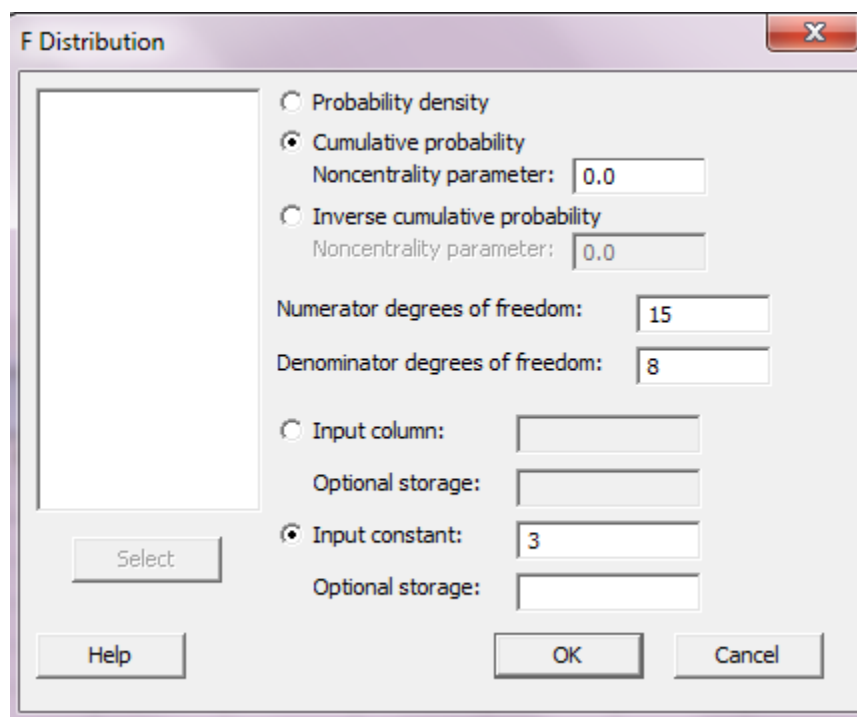 F Distribution
Probability density
Cumulative probability
Noncentrality parameter: 0.0
Inverse cumulative probability
Noncentrality parameter: 0.0
Numerator degrees of freedom: 15
Denominator degrees of freedom: 8
Input column:
Optional storage:
Input constant: 3
Optional storage:
Select
Help OK Cancel